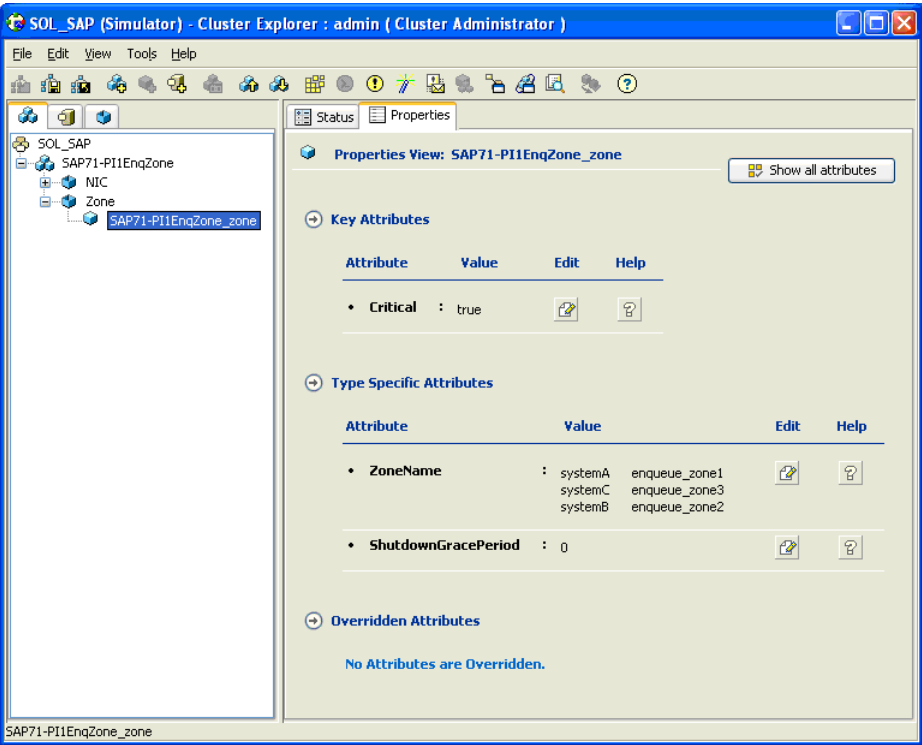 SOL_SAP (Simulator) - Cluster Explorer : admin ( Cluster Administrator )
File Edit View Tools Help
Status Properties
SOL_SAP
SAP71-PI1EnqZone
NIC
Zone
SAP71-PI1EnqZone_zone
Properties View: SAP71-PI1EnqZone_zone
Show all attributes
Key Attributes
Attribute Value Edit Help
• Critical : true
Type Specific Attributes
Attribute Value Edit Help
• ZoneName : systemA enqueue_zone1
systemC enqueue_zone3
systemB enqueue_zone2
• ShutdownGracePeriod : 0
Overridden Attributes
No Attributes are Overridden.
SAP71-PI1EnqZone_zone